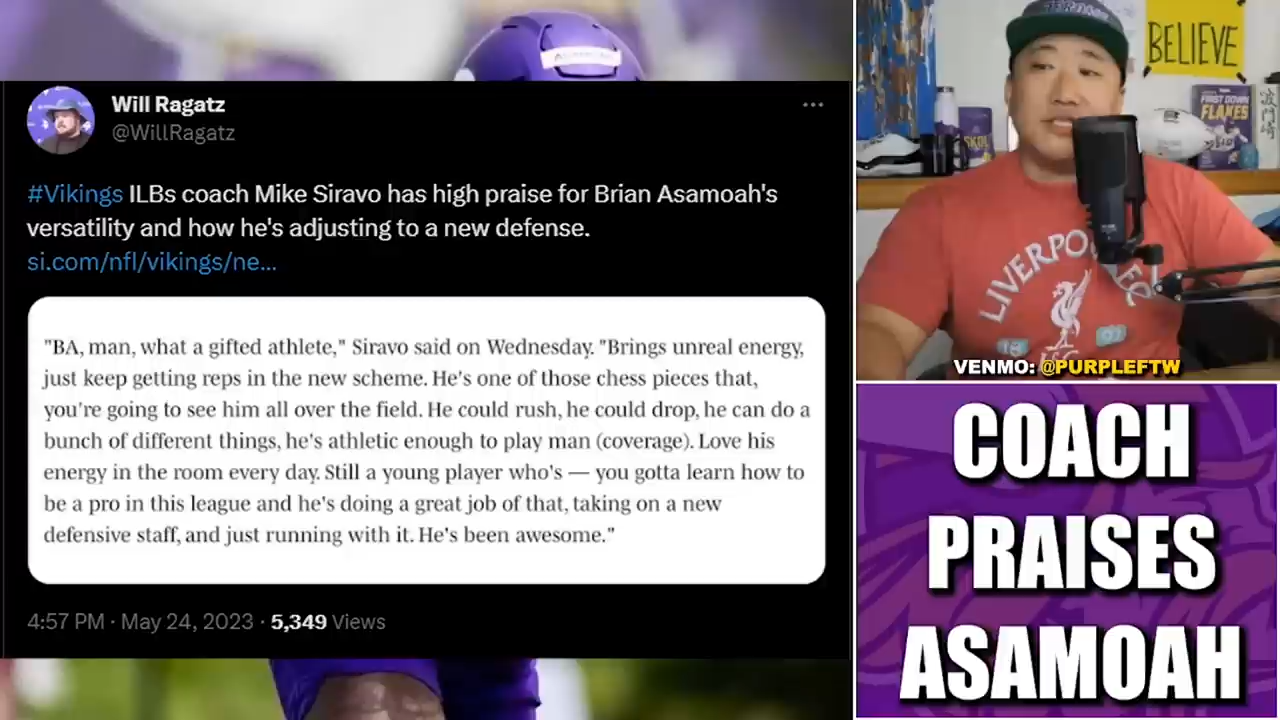 Will Ragatz
@WillRagatz
#Vikings ILBs coach Mike Siravo has high praise for Brian Asamoah's
versatility and how he's adjusting to a new defense.
si.com/nfl/vikings/ne...
"BA, man, what a gifted athlete," Siravo said on Wednesday. "Brings unreal energy,
just keep getting reps in the new scheme. He's one of those chess pieces that,
you're going to see him all over the field. He could rush, he could drop, he can do a
bunch of different things, he's athletic enough to play man (coverage). Love his
energy in the room every day. Still a young player who's — you gotta learn how to
be a pro in this league and he's doing a great job of that, taking on a new
defensive staff, and just running with it. He's been awesome."
4:57 PM · May 24, 2023 · 5,349 Views
BELIEVE
FIRST DOWN
FLAKES
SKOL
LIVERPO
FC
18
92
VENMO: @PURPLEFTW
COACH
PRAISES
ASAMOAH